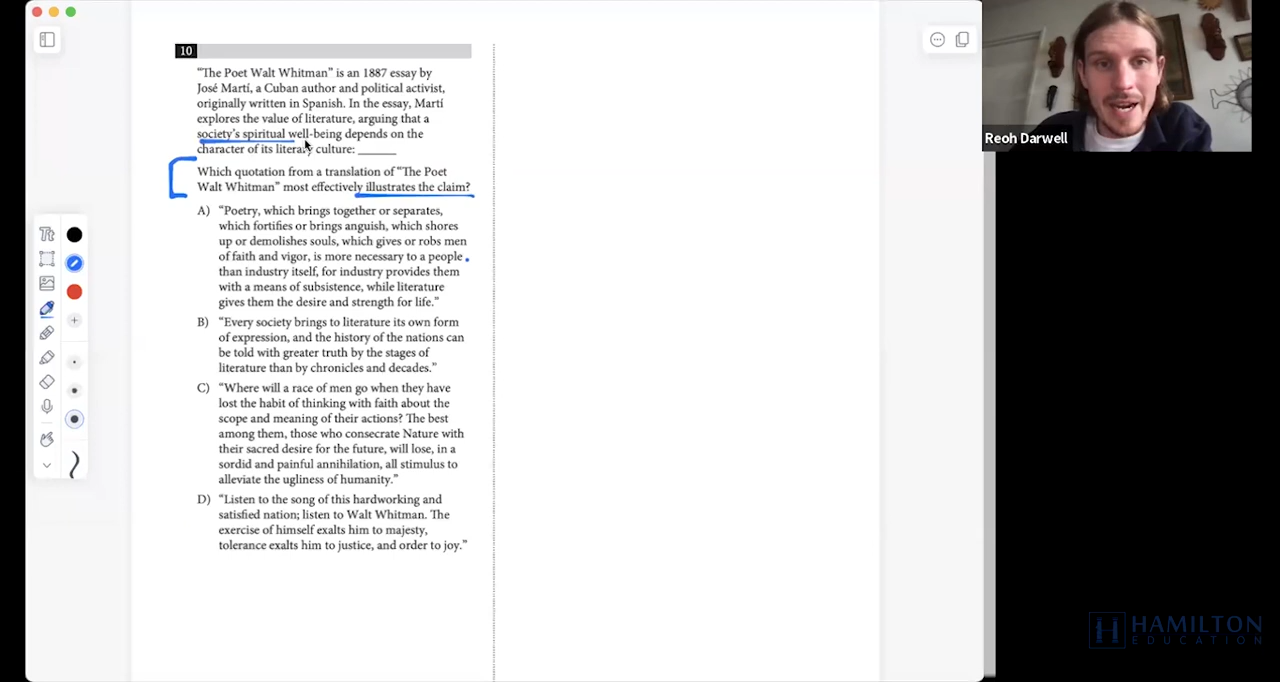 10
“The Poet Walt Whitman” is an 1887 essay by
José Martí, a Cuban author and political activist,
originally written in Spanish. In the essay, Martí
explores the value of literature, arguing that a
society’s spiritual well-being depends on the
character of its literary culture: ______
Which quotation from a translation of “The Poet
Walt Whitman” most effectively illustrates the claim?
A) “Poetry, which brings together or separates,
which fortifies or brings anguish, which shores
up or demolishes souls, which gives or robs men
of faith and vigor, is more necessary to a people
than industry itself, for industry provides them
with a means of subsistence, while literature
gives them the desire and strength for life.”
B) “Every society brings to literature its own form
of expression, and the history of the nations can
be told with greater truth by the stages of
literature than by chronicles and decades.”
C) “Where will a race of men go when they have
lost the habit of thinking with faith about the
scope and meaning of their actions? The best
among them, those who consecrate Nature with
their sacred desire for the future, will lose, in a
sordid and painful annihilation, all stimulus to
alleviate the ugliness of humanity.”
D) “Listen to the song of this hardworking and
satisfied nation; listen to Walt Whitman. The
exercise of himself exalts him to majesty,
tolerance exalts him to justice, and order to joy.”
Tt
Reoh Darwell
HAMILTON
EDUCATION